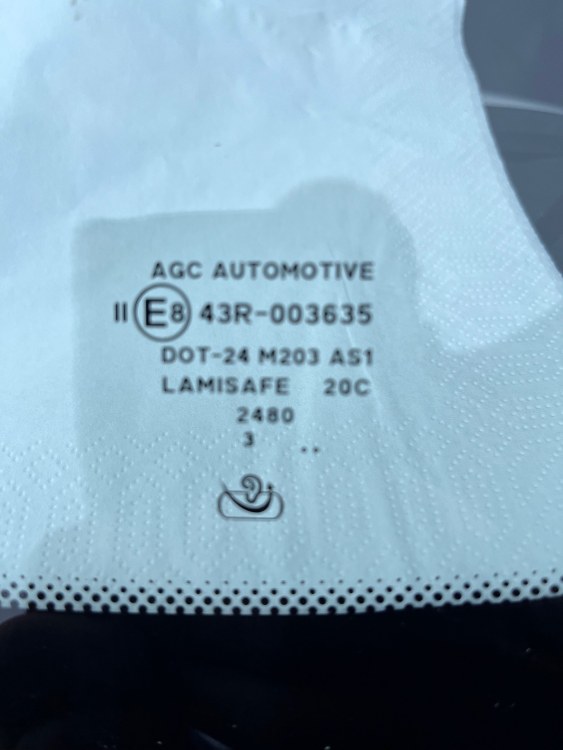 AGC AUTOMOTIVE
II E8 43R-003635
DOT-24 M203 AS1
LAMISAFE 20C
2480
3 ..